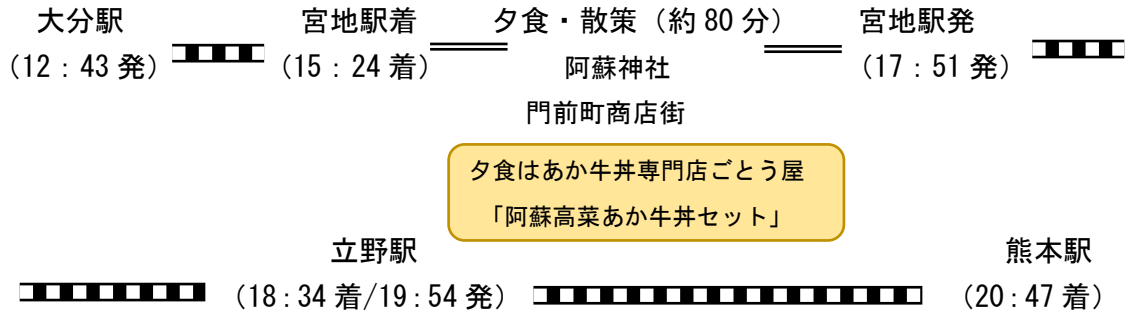 大分駅 宮地駅着 夕食・散策（約80分） 宮地駅発
（12：43発） （15：24着） 阿蘇神社 （17：51発）
門前町商店街
夕食はあか牛丼専門店ごとう屋
「阿蘇高菜あか牛丼セット」
立野駅 熊本駅
（18：34着/19：54発） （20：47着）